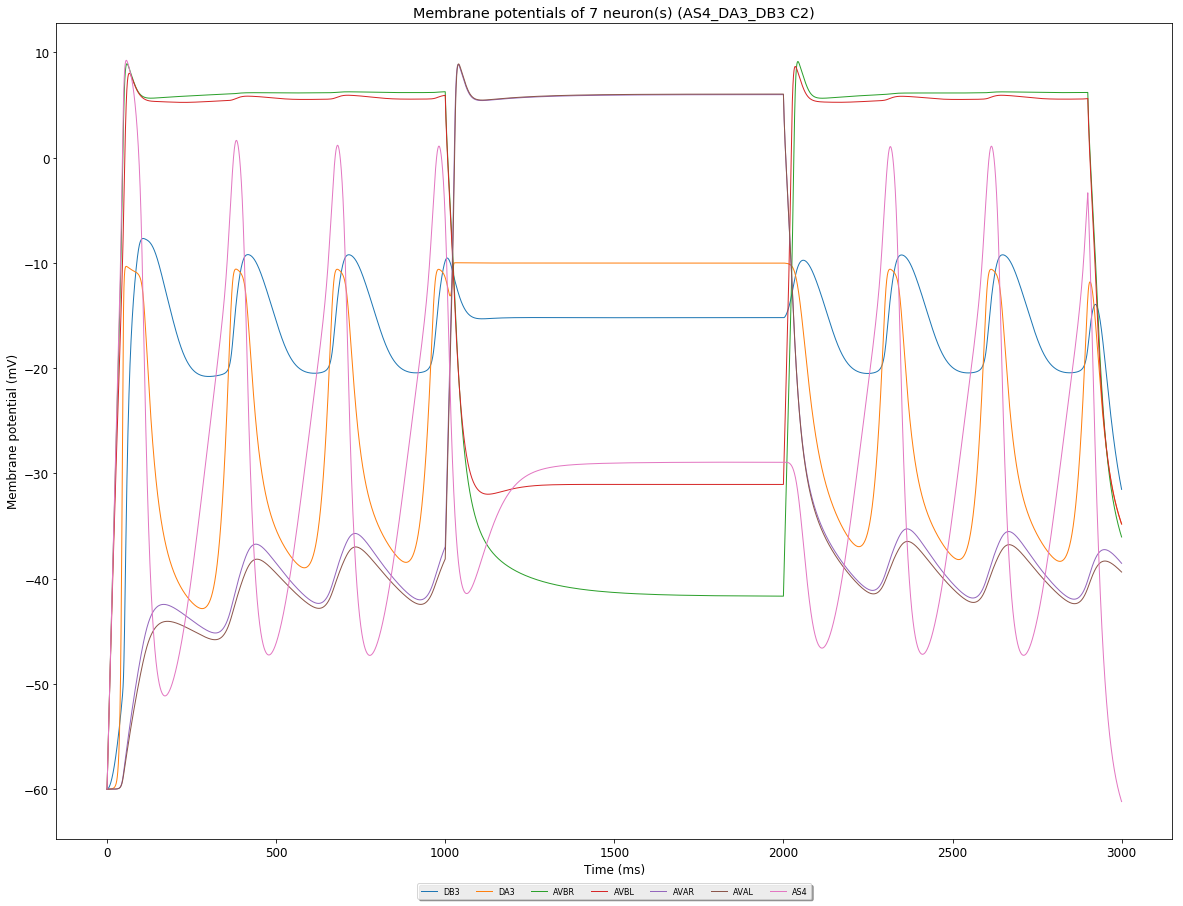 Membrane potentials of 7 neuron(s) (AS4_DA3_DB3 C2)
10
0
−10
−20
−30
−40
−50
−60
Membrane potential (mV)
0 500 1000 1500 2000 2500 3000
Time (ms)
DB3 DA3 AVBR AVBL AVAR AVAL AS4